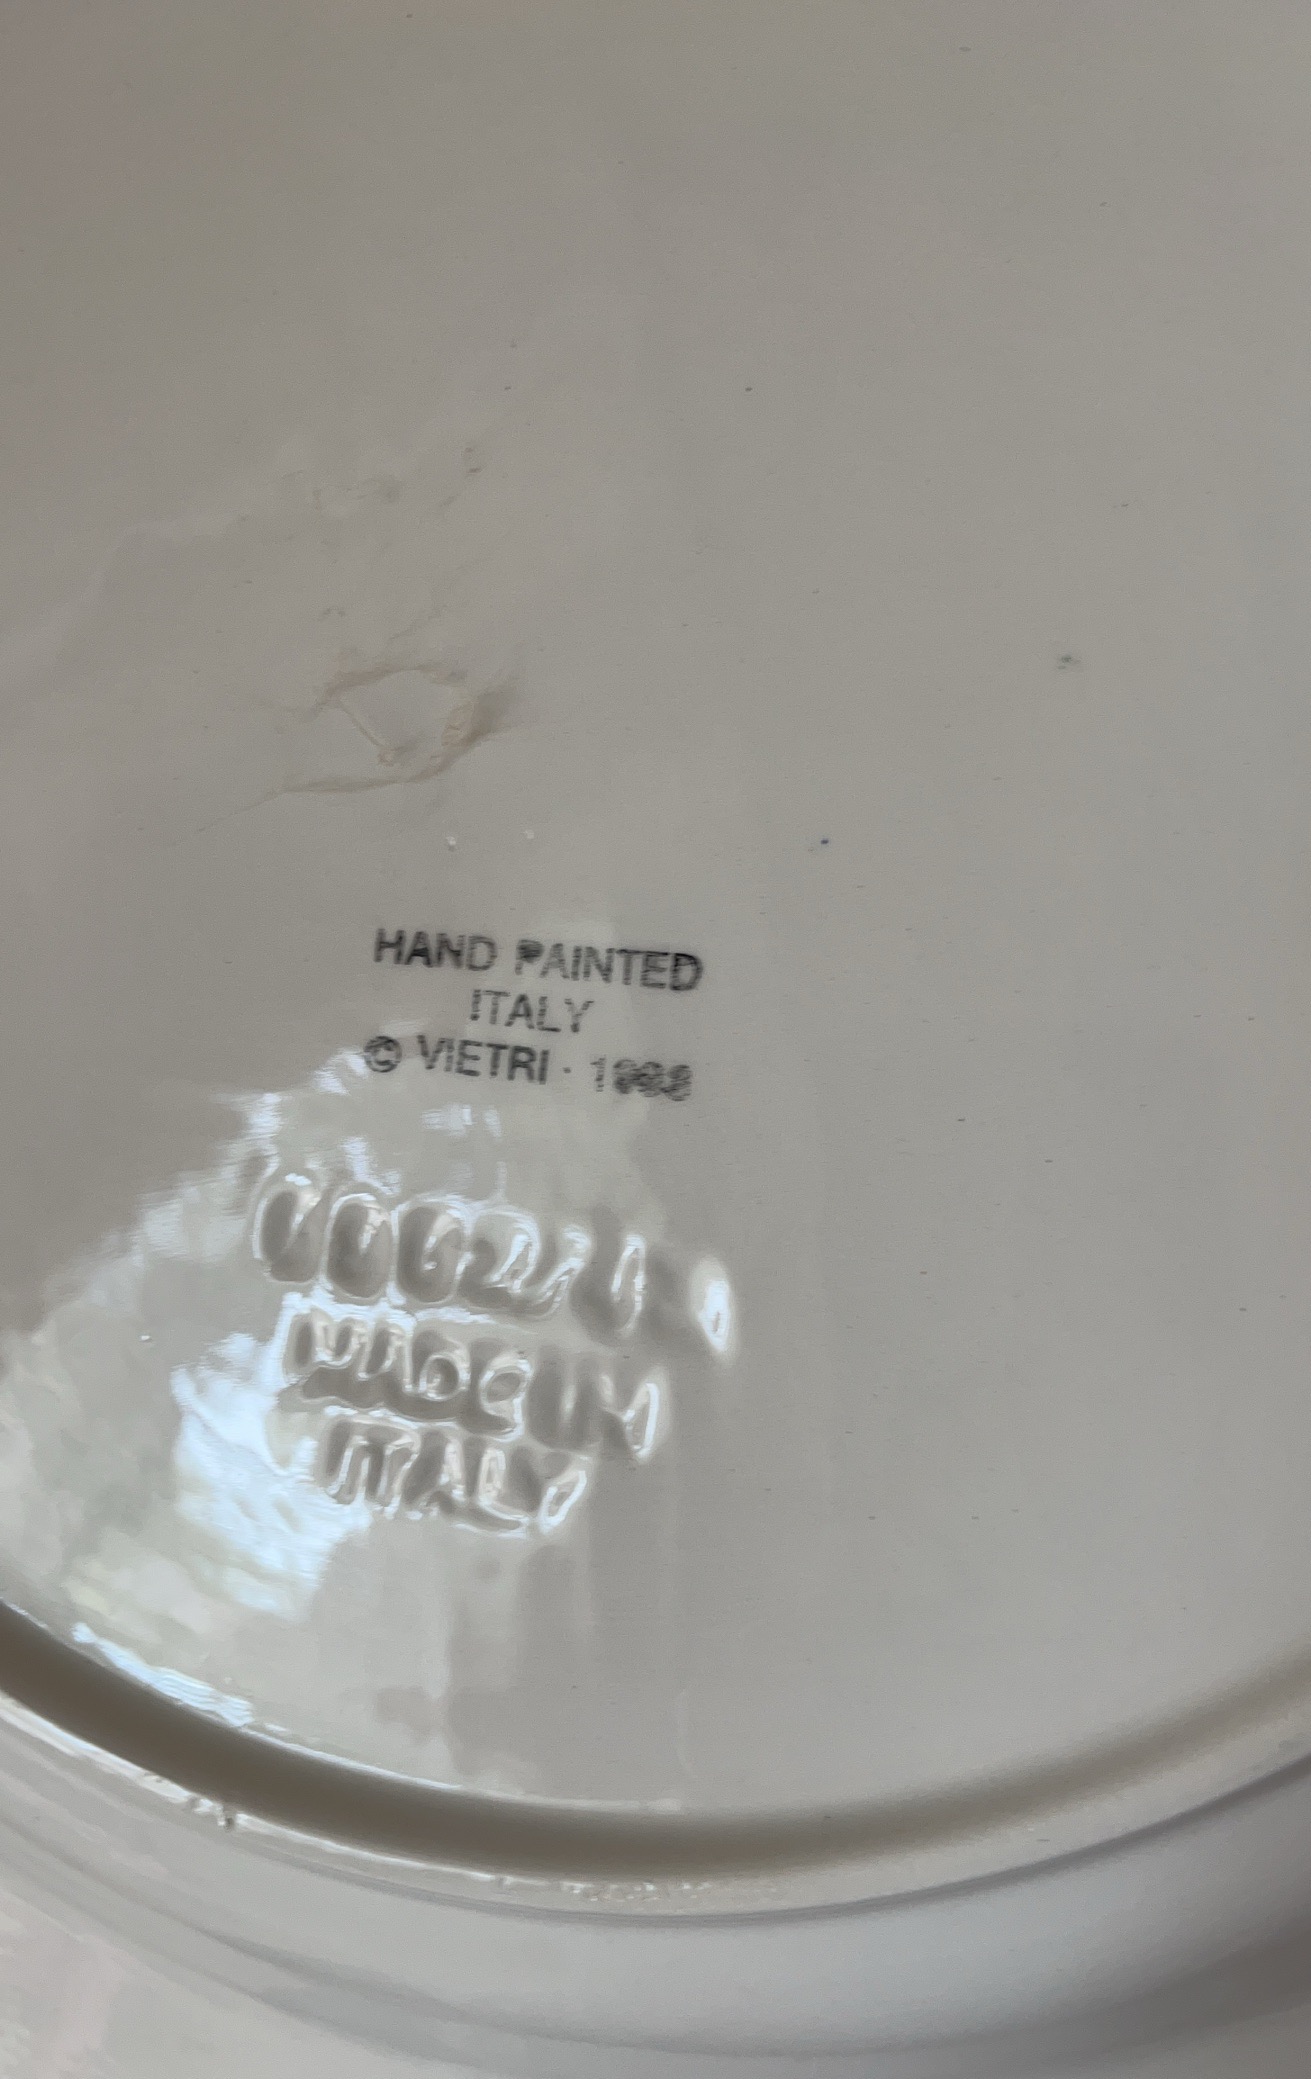 HAND PAINTED
ITALY
© VIETRI ·
MADE IN
ITALY